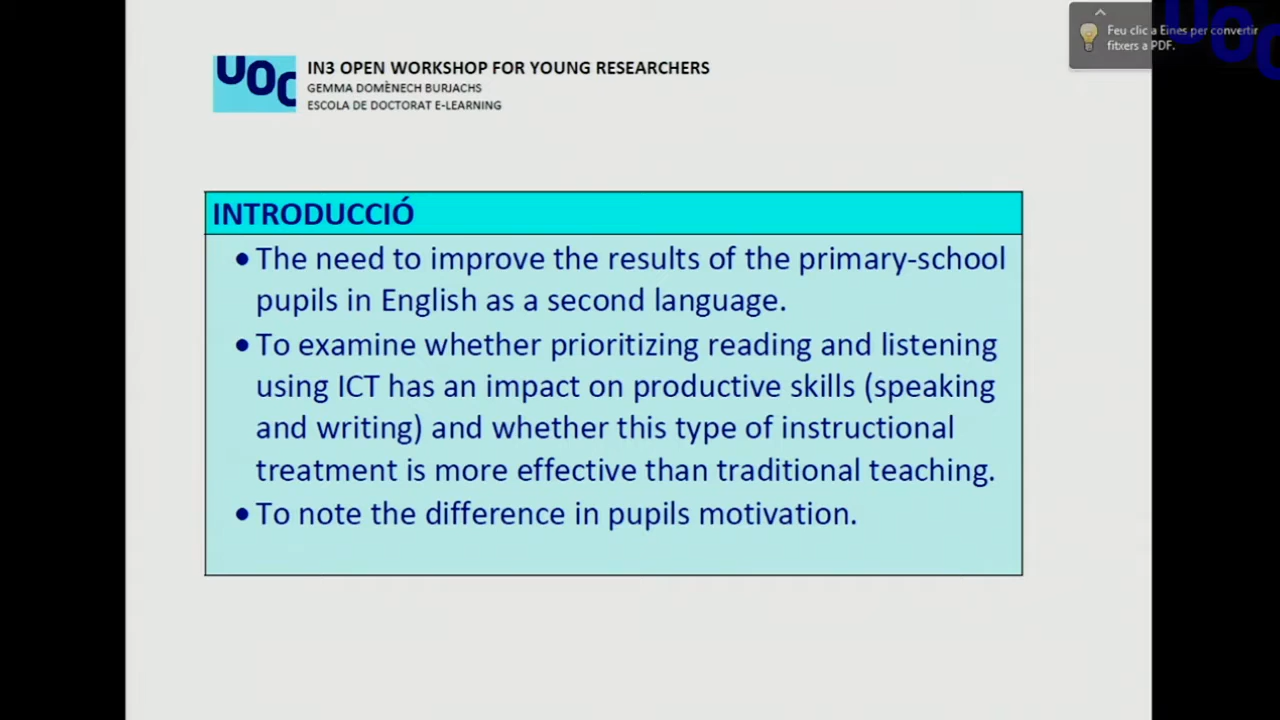 UOC
IN3 OPEN WORKSHOP FOR YOUNG RESEARCHERS
GEMMA DOMÈNECH BURJACHS
ESCOLA DE DOCTORAT E-LEARNING
Feu clic a Eines per convertir
fitxers a PDF.
UOC
INTRODUCCIÓ
• The need to improve the results of the primary-school
pupils in English as a second language.
• To examine whether prioritizing reading and listening
using ICT has an impact on productive skills (speaking
and writing) and whether this type of instructional
treatment is more effective than traditional teaching.
• To note the difference in pupils motivation.